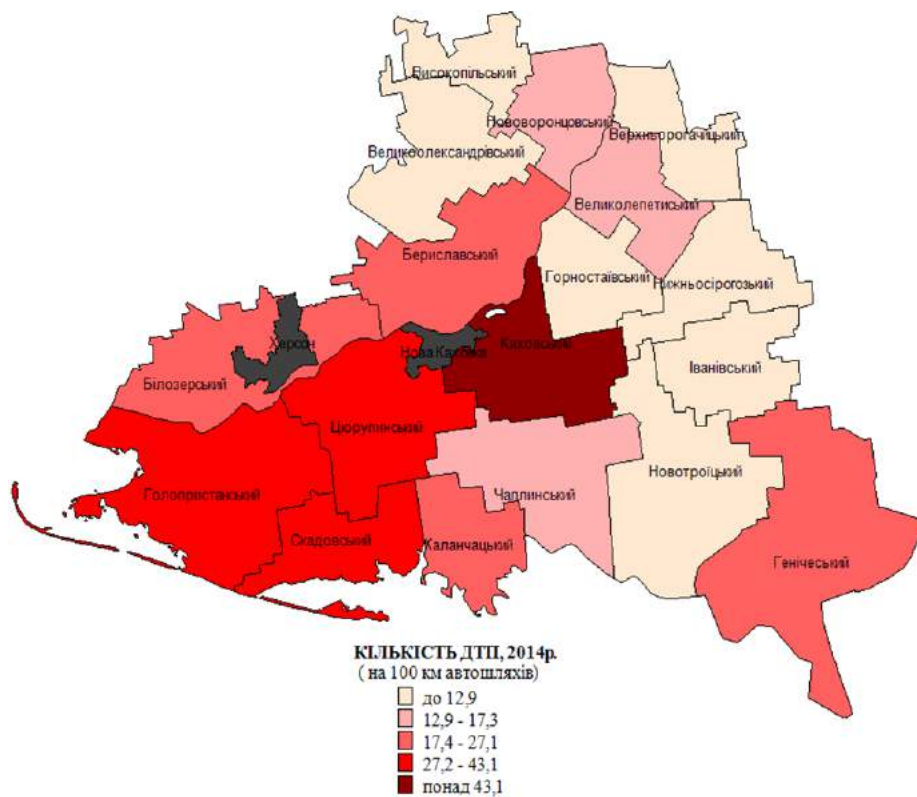 Високопільський
Нововоронцовський
Верхньорогачицький
Великоолександрівський
Великолепетиський
Бериславський
Горностаївський
Нижньосірогозький
Херсон
Нова Каховка
Каховський
Іванівський
Білозерський
Цюрупинський
Новотроїцький
Голопристанський
Чаплинський
Скадовський
Каланчацький
Генічеський
КІЛЬКІСТЬ ДТП, 2014р.
( на 100 км автошляхів)
до 12,9
12,9 - 17,3
17,4 - 27,1
27,2 - 43,1
понад 43,1